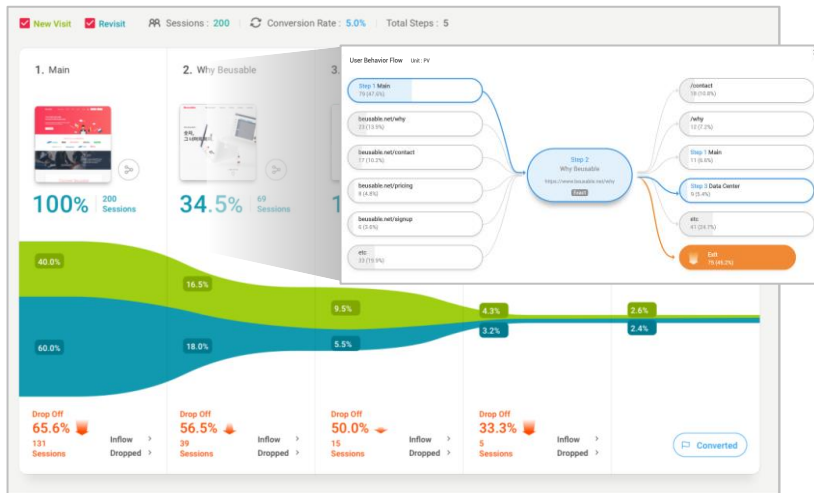 New Visit Revisit Sessions : 200 Conversion Rate : 5.0% Total Steps : 5
1. Main
2. Why Beusable
3.
100% 200 Sessions
34.5% 69 Sessions
1
User Behavior Flow Unit : PV
Step 1 Main
beusable.net/why
23 (13.9%)
beusable.net/contact
17 (10.2%)
beusable.net/pricing
8 (4.8%)
beusable.net/signup
6 (3.6%)
etc
33 (19.9%)
Step 2
Why Beusable
https://www.beusable.net/why
Exact
/contact
18 (10.8%)
/why
12 (7.2%)
Step 1 Main
11 (6.6%)
Step 3 Data Center
9 (5.4%)
etc
41 (24.7%)
Exit
75 (45.2%)
40.0%
16.5%
9.5%
4.3%
2.6%
60.0%
18.0%
5.5%
3.2%
2.4%
Drop Off
65.6%
131
Sessions
Inflow
Dropped
Drop Off
56.5%
39
Sessions
Inflow
Dropped
Drop Off
50.0%
15
Sessions
Inflow
Dropped
Drop Off
33.3%
5
Sessions
Inflow
Dropped
Converted